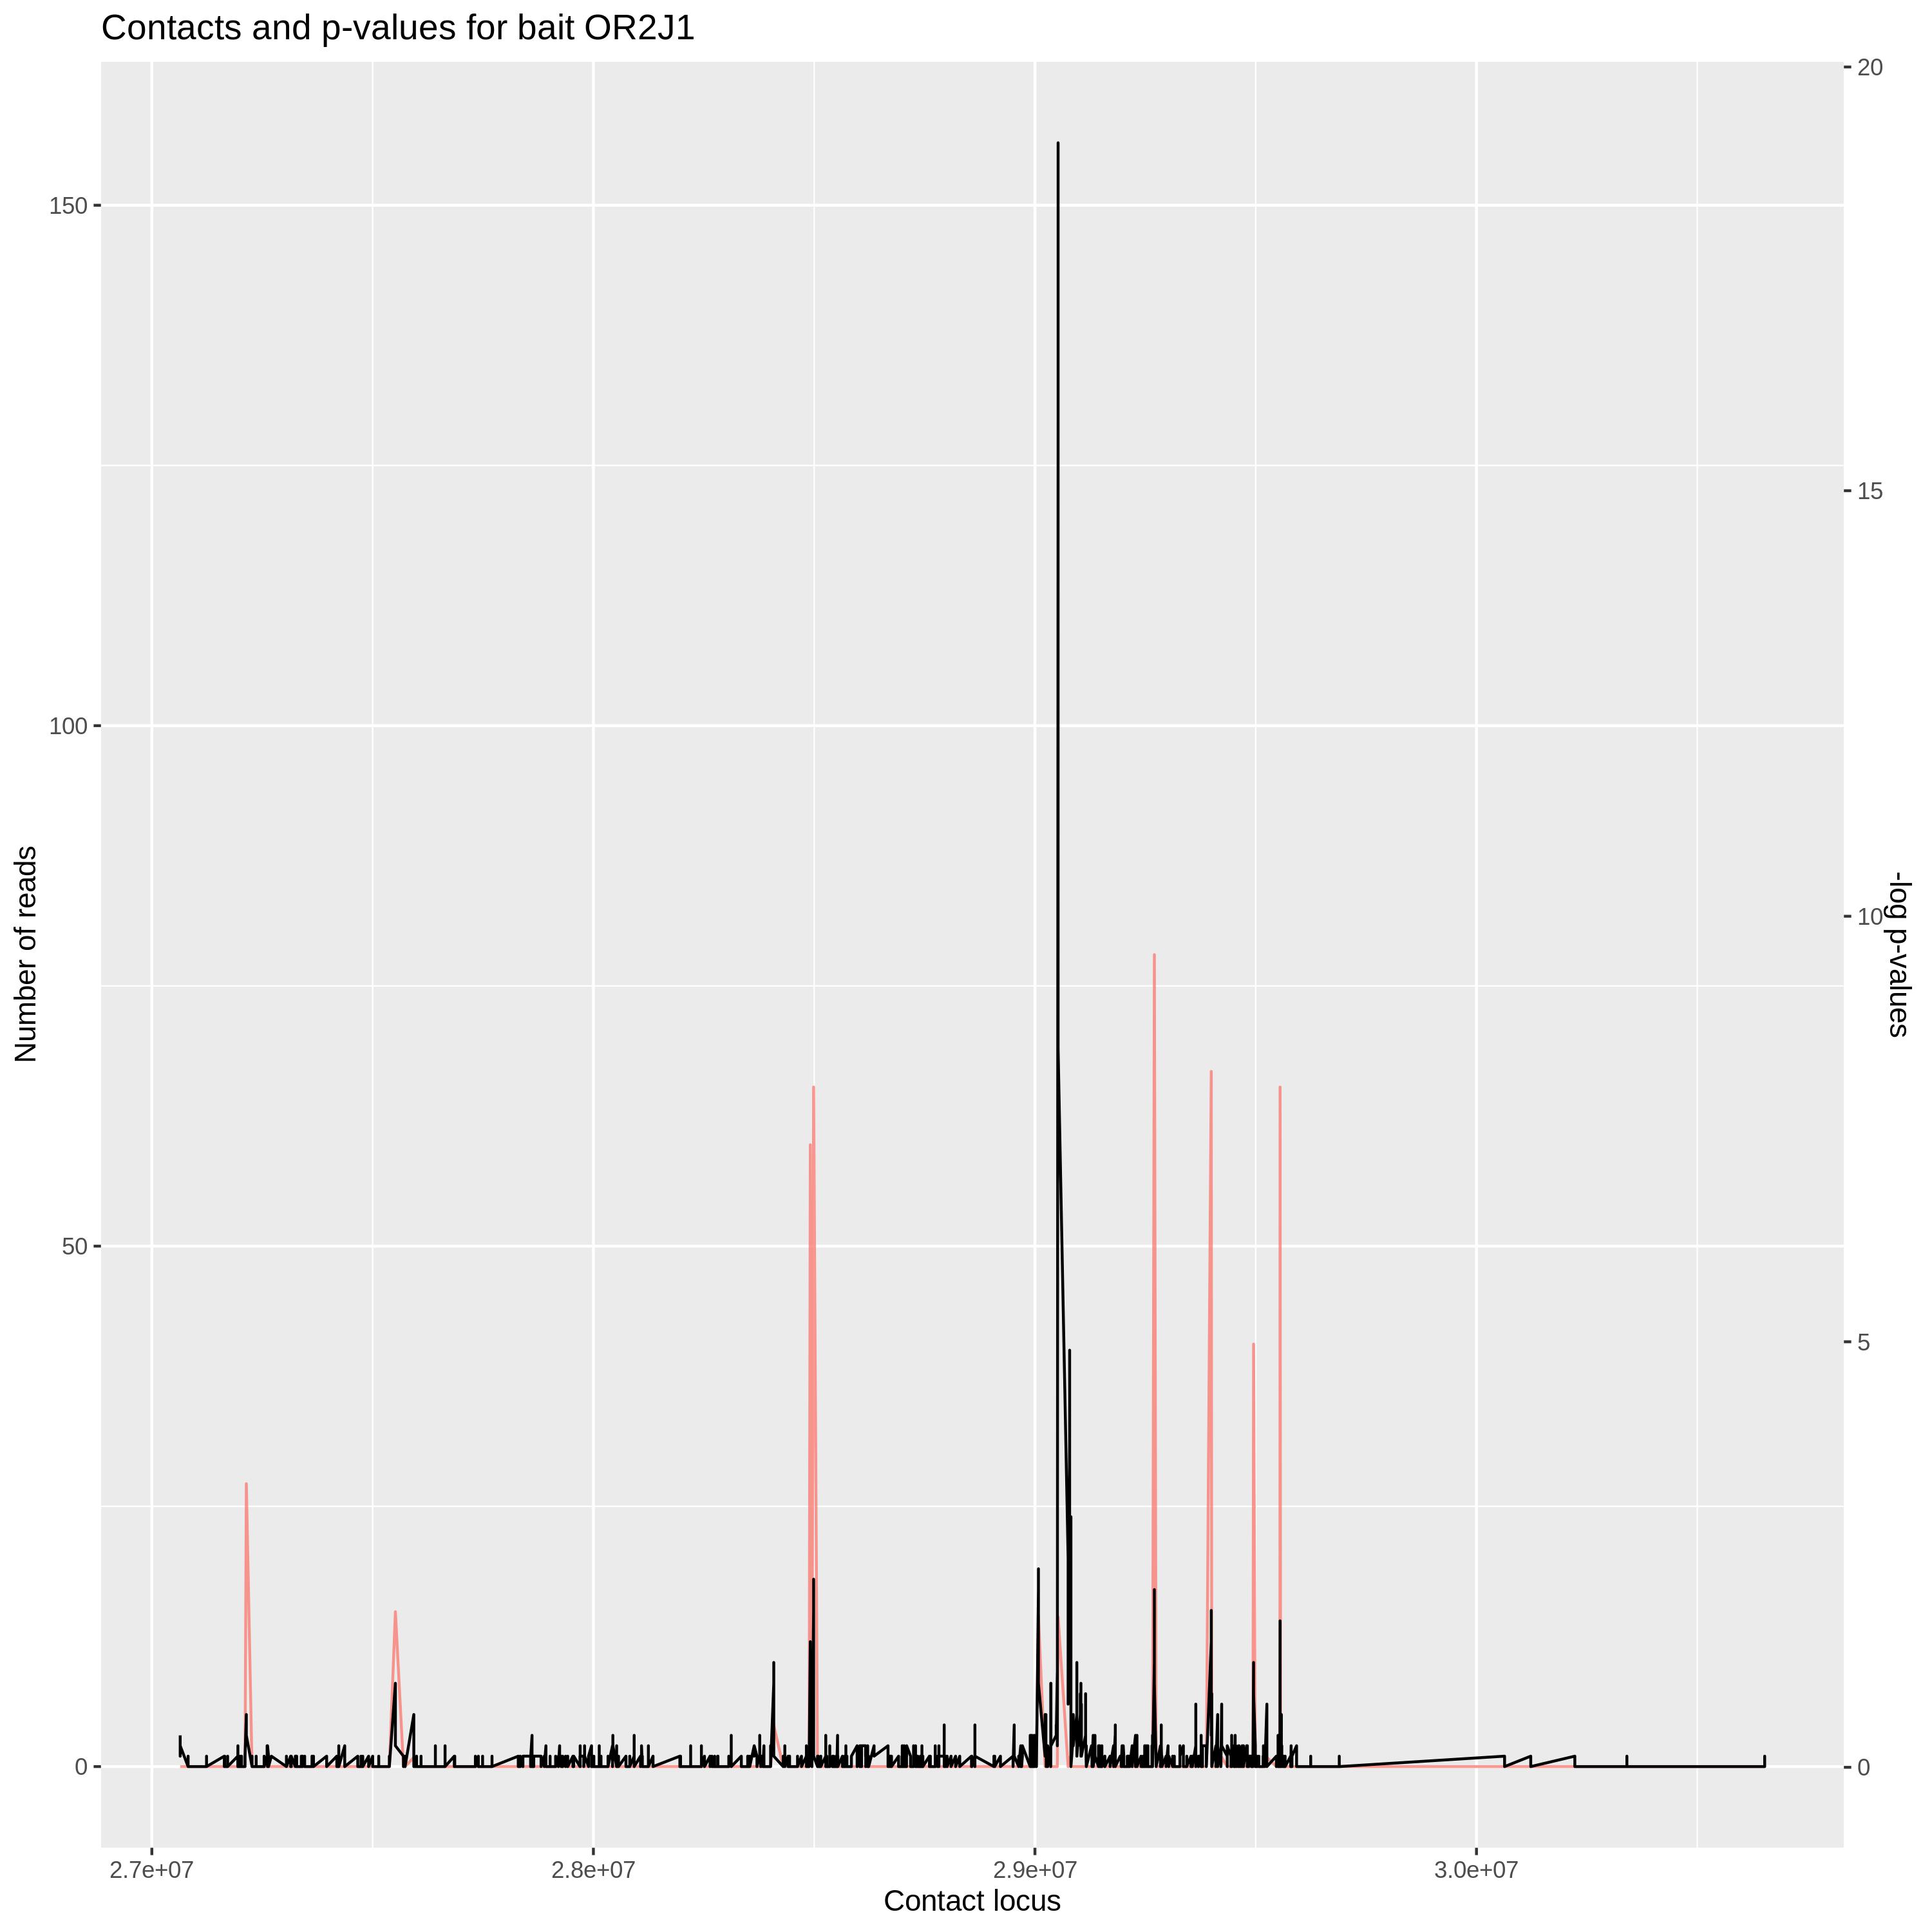 Contacts and p-values for bait OR2J1
20
150
15
100
10
Number of reads
-log p-values
50
5
0
0
2.7e+07
2.8e+07
2.9e+07
3.0e+07
Contact locus